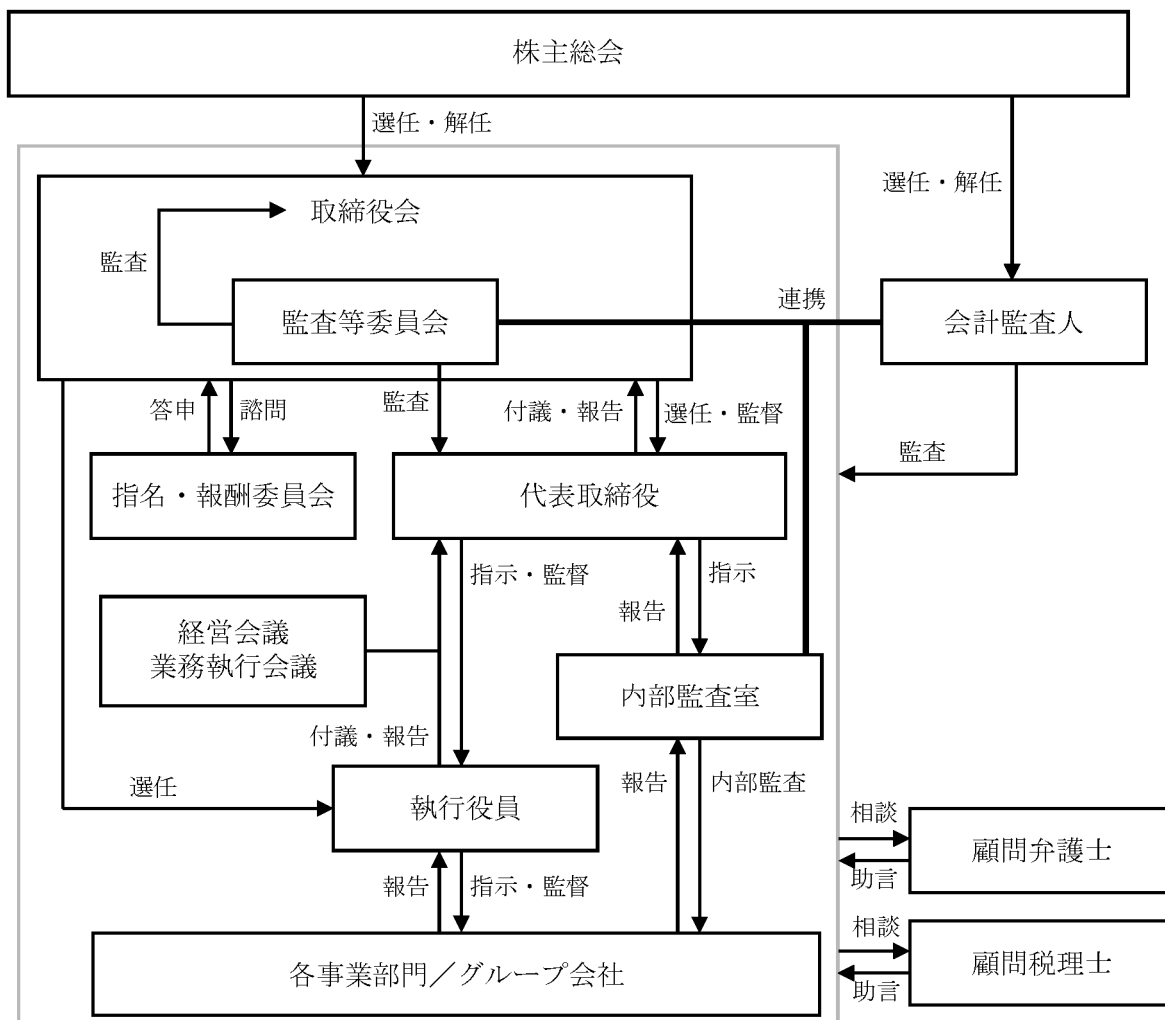 株主総会
選任・解任
選任・解任
取締役会
監査
監査等委員会
連携
会計監査人
答申
諮問
監査
付議・報告
選任・監督
監査
指名・報酬委員会
代表取締役
指示・監督
報告
指示
経営会議
業務執行会議
内部監査室
付議・報告
選任
執行役員
報告
内部監査
相談
助言
顧問弁護士
報告
指示・監督
各事業部門／グループ会社
相談
助言
顧問税理士